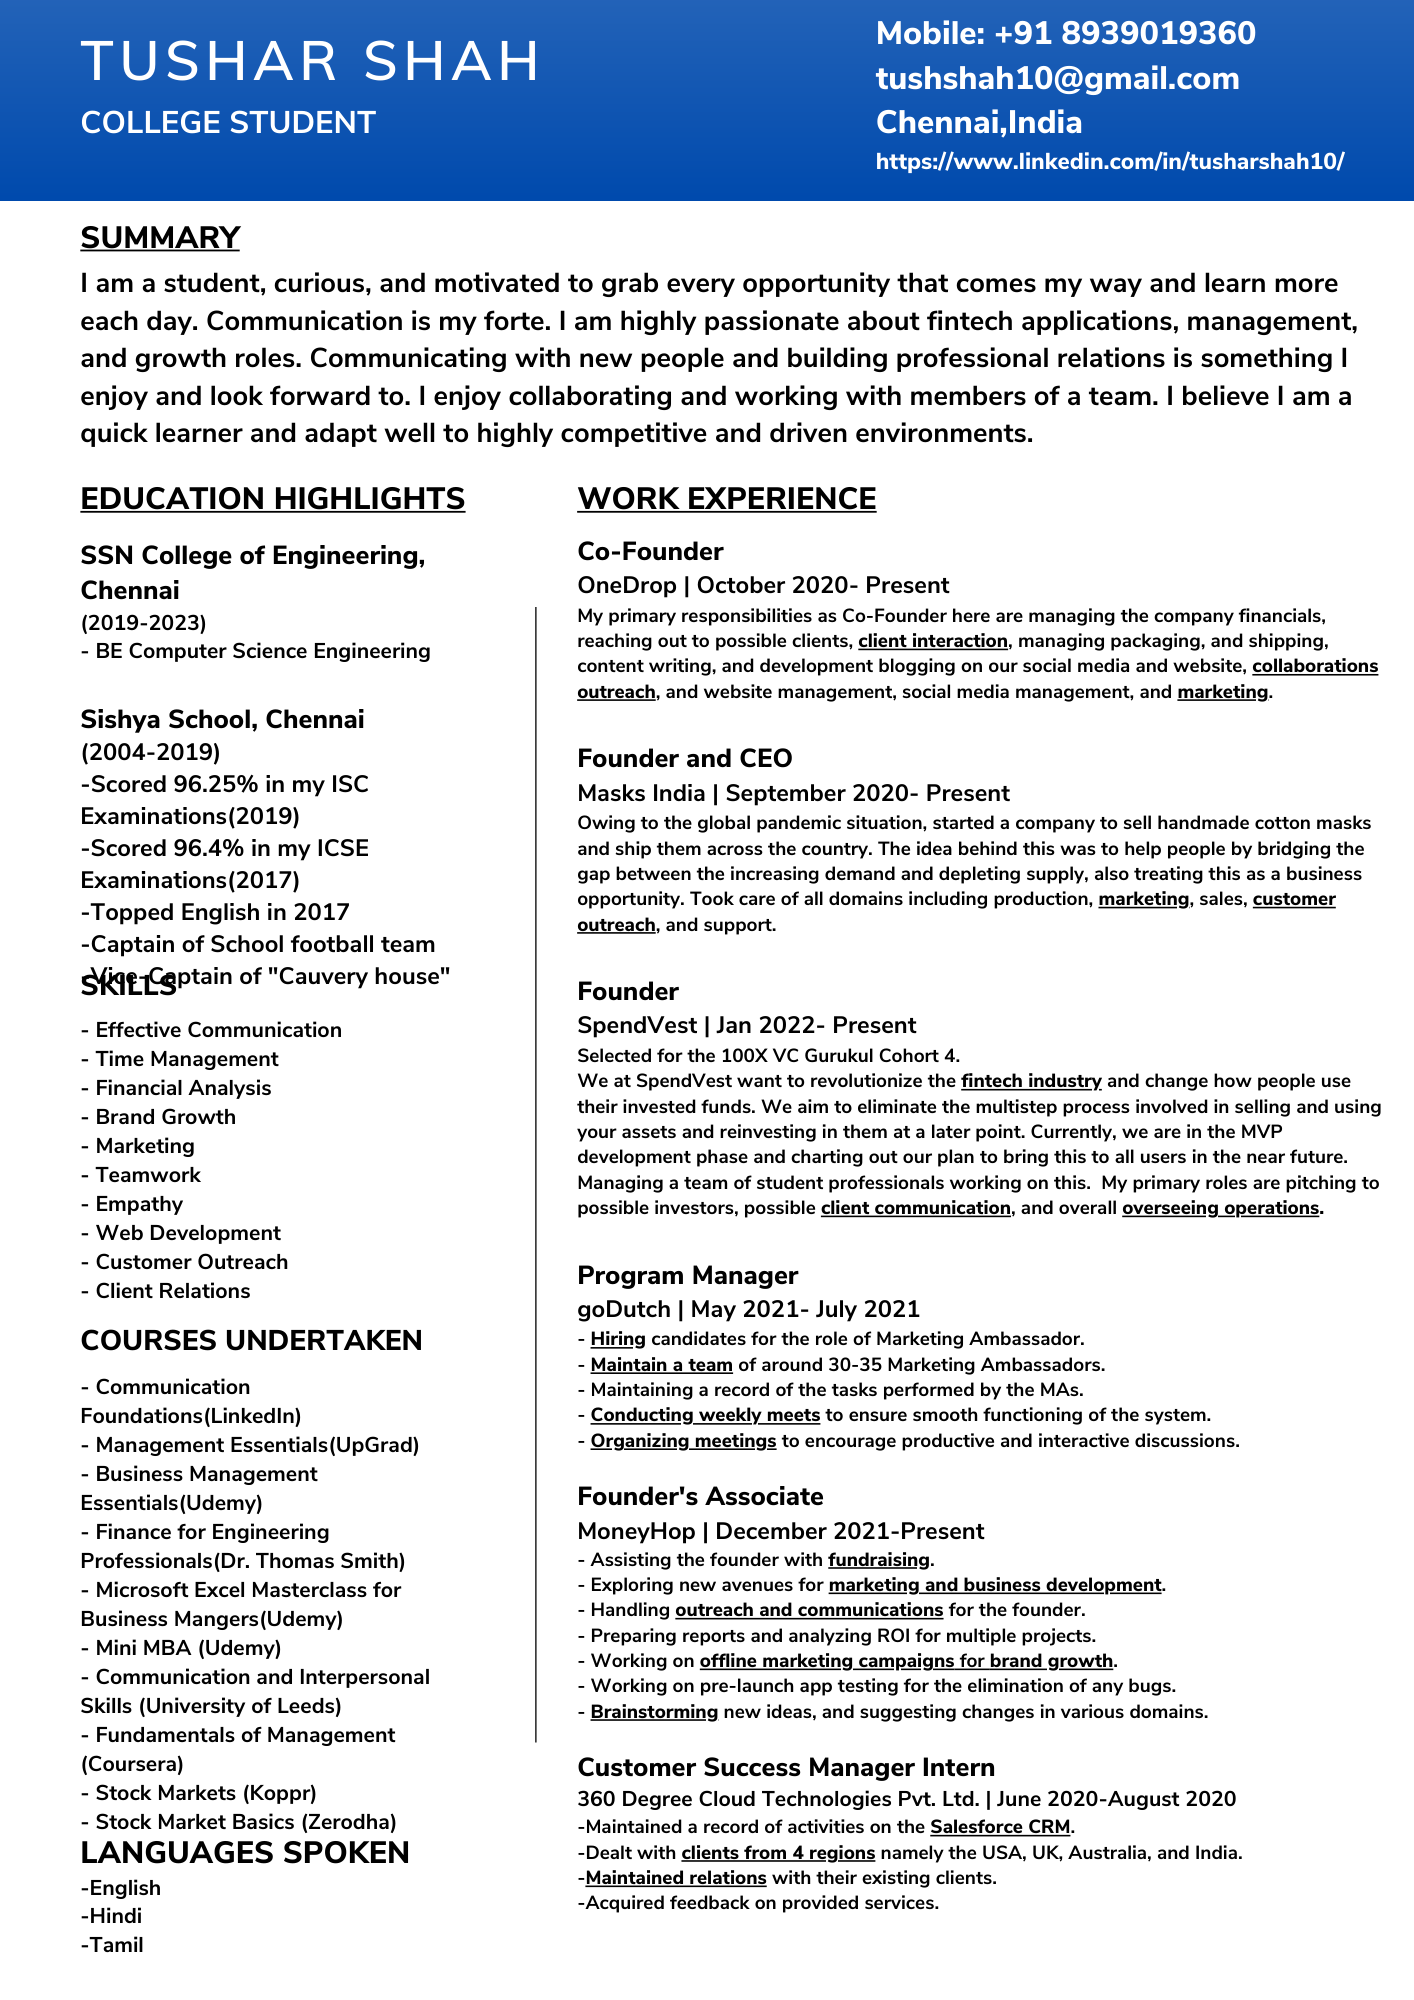 TUSHAR SHAH
COLLEGE STUDENT
Mobile: +91 8939019360
tushshah10@gmail.com
Chennai,India
https://www.linkedin.com/in/tusharshah10/
SUMMARY
I am a student, curious, and motivated to grab every opportunity that comes my way and learn more
each day. Communication is my forte. I am highly passionate about fintech applications, management,
and growth roles. Communicating with new people and building professional relations is something I
enjoy and look forward to. I enjoy collaborating and working with members of a team. I believe I am a
quick learner and adapt well to highly competitive and driven environments.
EDUCATION HIGHLIGHTS
SSN College of Engineering,
Chennai
(2019-2023)
- BE Computer Science Engineering
Sishya School, Chennai
(2004-2019)
-Scored 96.25% in my ISC
Examinations(2019)
-Scored 96.4% in my ICSE
Examinations(2017)
-Topped English in 2017
-Captain of School football team
-Vice-Captain of "Cauvery house"
SKILLS
- Effective Communication
- Time Management
- Financial Analysis
- Brand Growth
- Marketing
- Teamwork
- Empathy
- Web Development
- Customer Outreach
- Client Relations
COURSES UNDERTAKEN
- Communication
Foundations(LinkedIn)
- Management Essentials(UpGrad)
- Business Management
Essentials(Udemy)
- Finance for Engineering
Professionals(Dr. Thomas Smith)
- Microsoft Excel Masterclass for
Business Mangers(Udemy)
- Mini MBA (Udemy)
- Communication and Interpersonal
Skills (University of Leeds)
- Fundamentals of Management
(Coursera)
- Stock Markets (Koppr)
- Stock Market Basics (Zerodha)
LANGUAGES SPOKEN
-English
-Hindi
-Tamil
WORK EXPERIENCE
Co-Founder
OneDrop | October 2020- Present
My primary responsibilities as Co-Founder here are managing the company financials,
reaching out to possible clients, client interaction, managing packaging, and shipping,
content writing, and development blogging on our social media and website, collaborations
outreach, and website management, social media management, and marketing.
Founder and CEO
Masks India | September 2020- Present
Owing to the global pandemic situation, started a company to sell handmade cotton masks
and ship them across the country. The idea behind this was to help people by bridging the
gap between the increasing demand and depleting supply, also treating this as a business
opportunity. Took care of all domains including production, marketing, sales, customer
outreach, and support.
Founder
SpendVest | Jan 2022- Present
Selected for the 100X VC Gurukul Cohort 4.
We at SpendVest want to revolutionize the fintech industry and change how people use
their invested funds. We aim to eliminate the multistep process involved in selling and using
your assets and reinvesting in them at a later point. Currently, we are in the MVP
development phase and charting out our plan to bring this to all users in the near future.
Managing a team of student professionals working on this.  My primary roles are pitching to
possible investors, possible client communication, and overall overseeing operations.
Program Manager
goDutch | May 2021- July 2021
- Hiring candidates for the role of Marketing Ambassador.
- Maintain a team of around 30-35 Marketing Ambassadors.
- Maintaining a record of the tasks performed by the MAs.
- Conducting weekly meets to ensure smooth functioning of the system.
- Organizing meetings to encourage productive and interactive discussions.
Founder's Associate
MoneyHop | December 2021-Present
- Assisting the founder with fundraising.
- Exploring new avenues for marketing and business development.
- Handling outreach and communications for the founder.
- Preparing reports and analyzing ROI for multiple projects.
- Working on offline marketing campaigns for brand growth.
- Working on pre-launch app testing for the elimination of any bugs.
- Brainstorming new ideas, and suggesting changes in various domains.
Customer Success Manager Intern
360 Degree Cloud Technologies Pvt. Ltd. | June 2020-August 2020
-Maintained a record of activities on the Salesforce CRM.
-Dealt with clients from 4 regions namely the USA, UK, Australia, and India.
-Maintained relations with their existing clients.
-Acquired feedback on provided services.